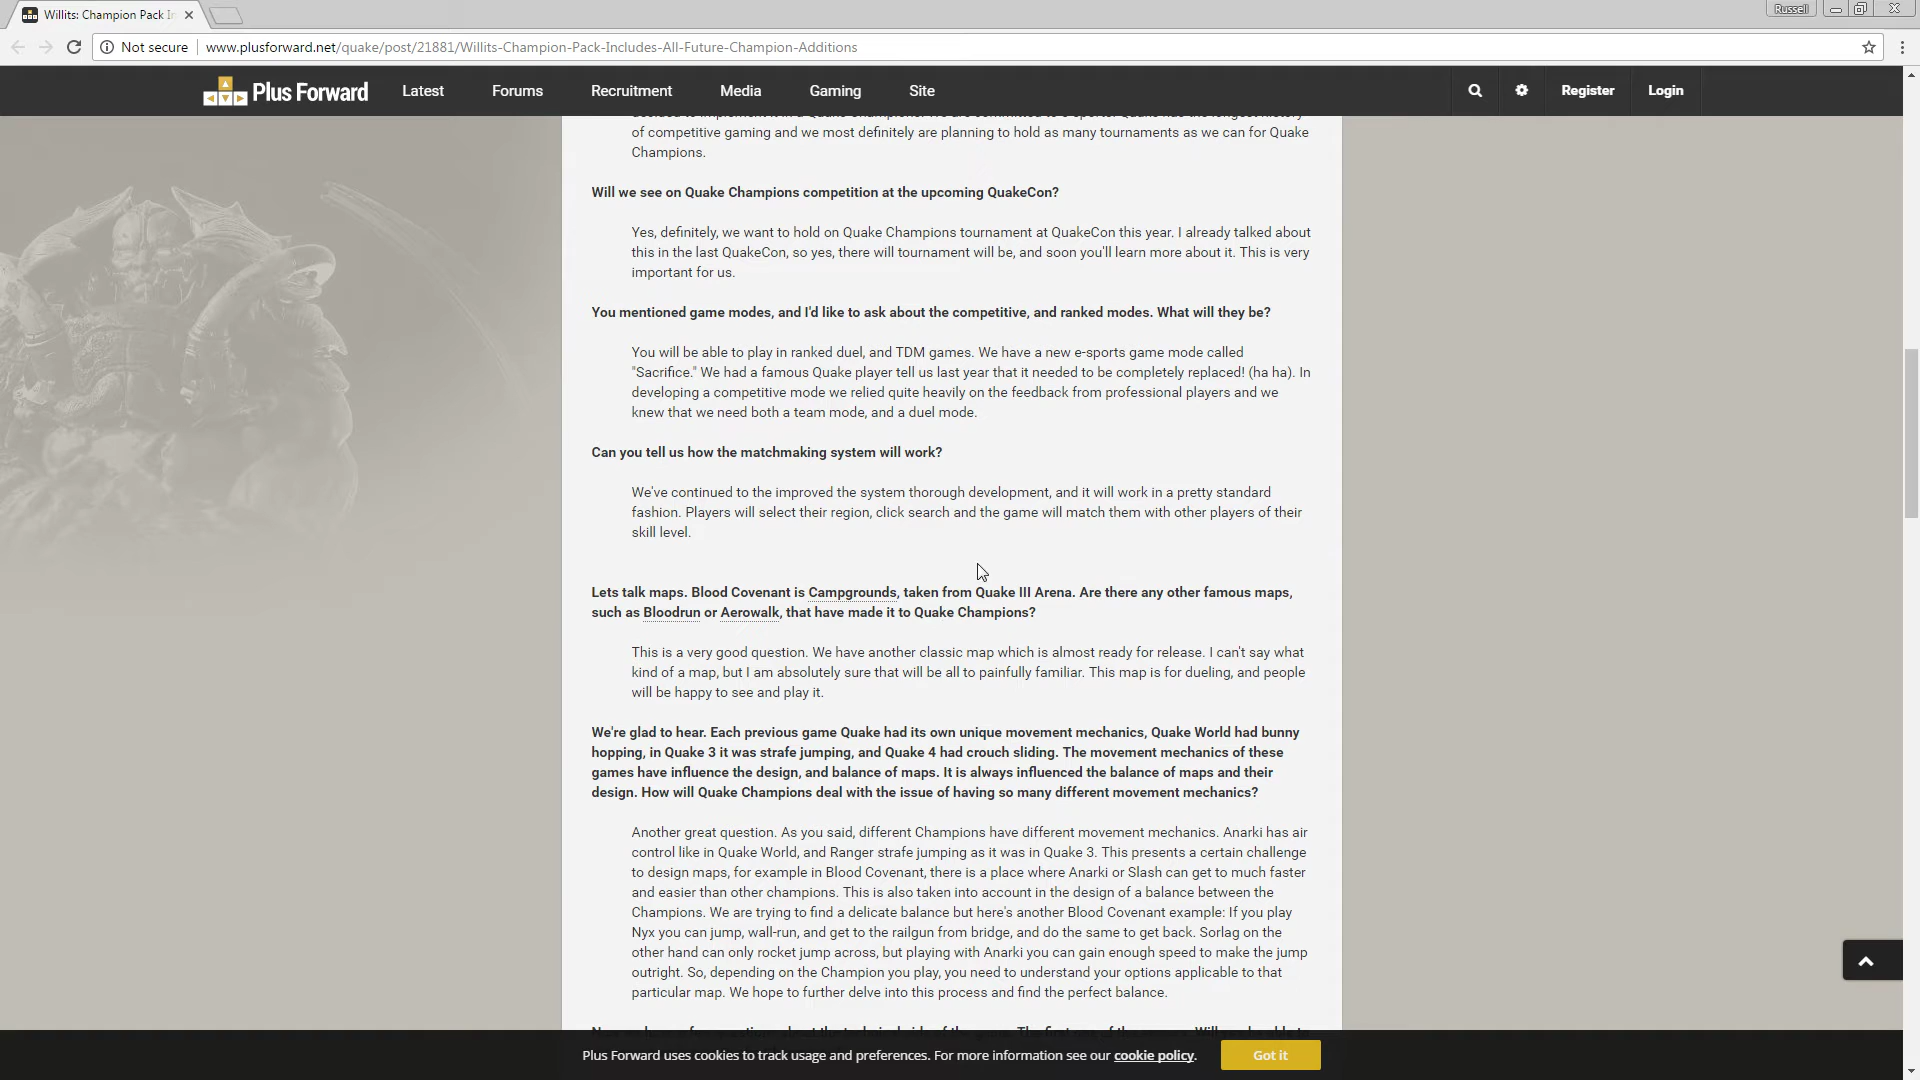 Willits: Champion Pack I
Russell
Not secure
www.plusforward.net/quake/post/21881/Willits-Champion-Pack-Includes-All-Future-Champion-Additions
Plus Forward
Latest
Forums
Recruitment
Media
Gaming
Site
Register
Login
of competitive gaming and we most definitely are planning to hold as many tournaments as we can for Quake
Champions.
Will we see on Quake Champions competition at the upcoming QuakeCon?
Yes, definitely, we want to hold on Quake Champions tournament at QuakeCon this year. I already talked about
this in the last QuakeCon, so yes, there will tournament will be, and soon you'll learn more about it. This is very
important for us.
You mentioned game modes, and I'd like to ask about the competitive, and ranked modes. What will they be?
You will be able to play in ranked duel, and TDM games. We have a new e-sports game mode called
"Sacrifice." We had a famous Quake player tell us last year that it needed to be completely replaced! (ha ha). In
developing a competitive mode we relied quite heavily on the feedback from professional players and we
knew that we need both a team mode, and a duel mode.
Can you tell us how the matchmaking system will work?
We've continued to the improved the system thorough development, and it will work in a pretty standard
fashion. Players will select their region, click search and the game will match them with other players of their
skill level.
Lets talk maps. Blood Covenant is Campgrounds, taken from Quake III Arena. Are there any other famous maps,
such as Bloodrun or Aerowalk, that have made it to Quake Champions?
This is a very good question. We have another classic map which is almost ready for release. I can't say what
kind of a map, but I am absolutely sure that will be all to painfully familiar. This map is for dueling, and people
will be happy to see and play it.
We're glad to hear. Each previous game Quake had its own unique movement mechanics, Quake World had bunny
hopping, in Quake 3 it was strafe jumping, and Quake 4 had crouch sliding. The movement mechanics of these
games have influence the design, and balance of maps. It is always influenced the balance of maps and their
design. How will Quake Champions deal with the issue of having so many different movement mechanics?
Another great question. As you said, different Champions have different movement mechanics. Anarki has air
control like in Quake World, and Ranger strafe jumping as it was in Quake 3. This presents a certain challenge
to design maps, for example in Blood Covenant, there is a place where Anarki or Slash can get to much faster
and easier than other champions. This is also taken into account in the design of a balance between the
Champions. We are trying to find a delicate balance but here's another Blood Covenant example: If you play
Nyx you can jump, wall-run, and get to the railgun from bridge, and do the same to get back. Sorlag on the
other hand can only rocket jump across, but playing with Anarki you can gain enough speed to make the jump
outright. So, depending on the Champion you play, you need to understand your options applicable to that
particular map. We hope to further delve into this process and find the perfect balance.
Plus Forward uses cookies to track usage and preferences. For more information see our cookie policy.
Got it